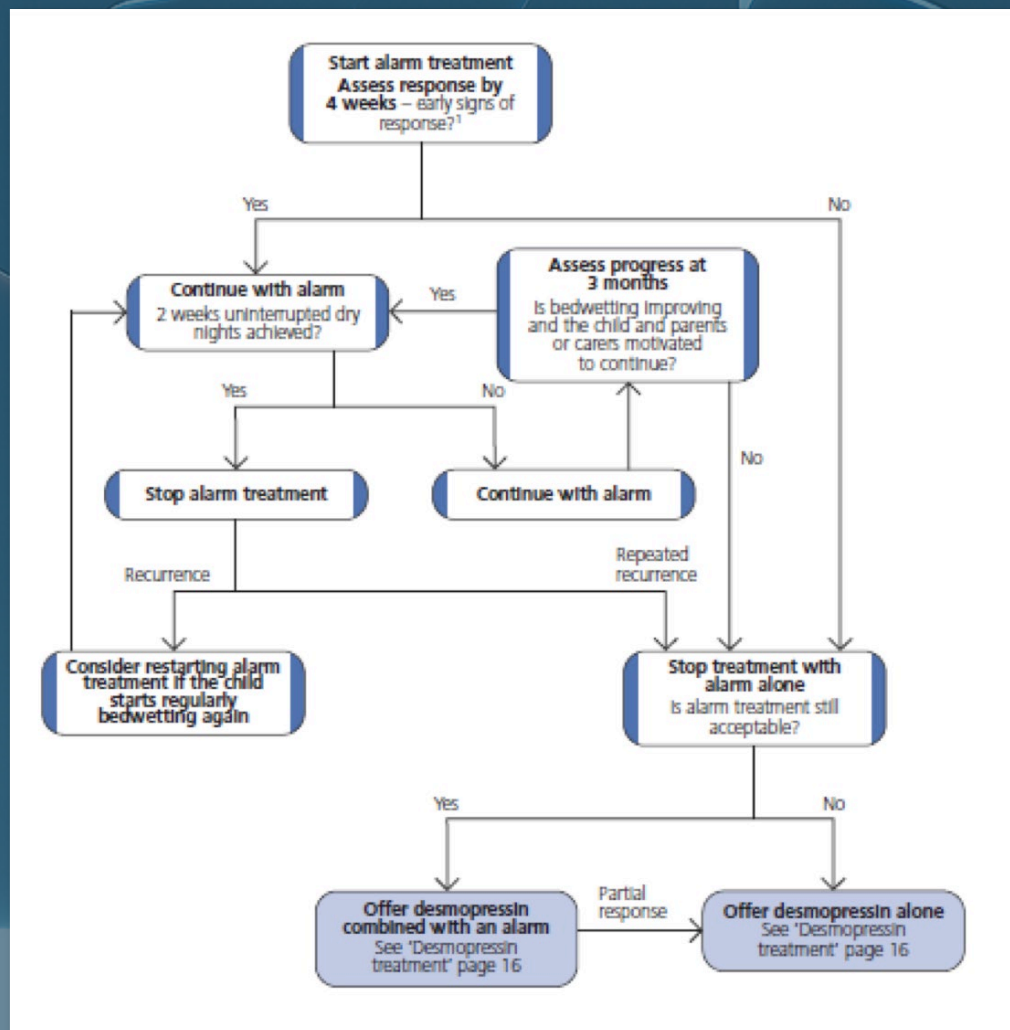 Start alarm treatment
Assess response by
4 weeks – early signs of
response?¹
Yes
No
Continue with alarm
2 weeks uninterrupted dry
nights achieved?
Yes
Assess progress at
3 months
Is bedwetting improving
and the child and parents
or carers motivated
to continue?
Yes
No
No
Stop alarm treatment
Continue with alarm
Recurrence
Repeated
recurrence
Consider restarting alarm
treatment if the child
starts regularly
bedwetting again
Stop treatment with
alarm alone
Is alarm treatment still
acceptable?
Yes
No
Offer desmopressin
combined with an alarm
See 'Desmopressin
treatment' page 16
Partial
response
Offer desmopressin alone
See 'Desmopressin
treatment' page 16